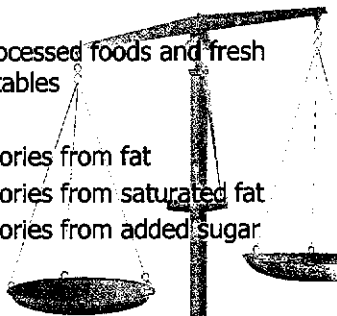 ocessed foods and fresh
tables
ories from fat
ories from saturated fat
ories from added sugar